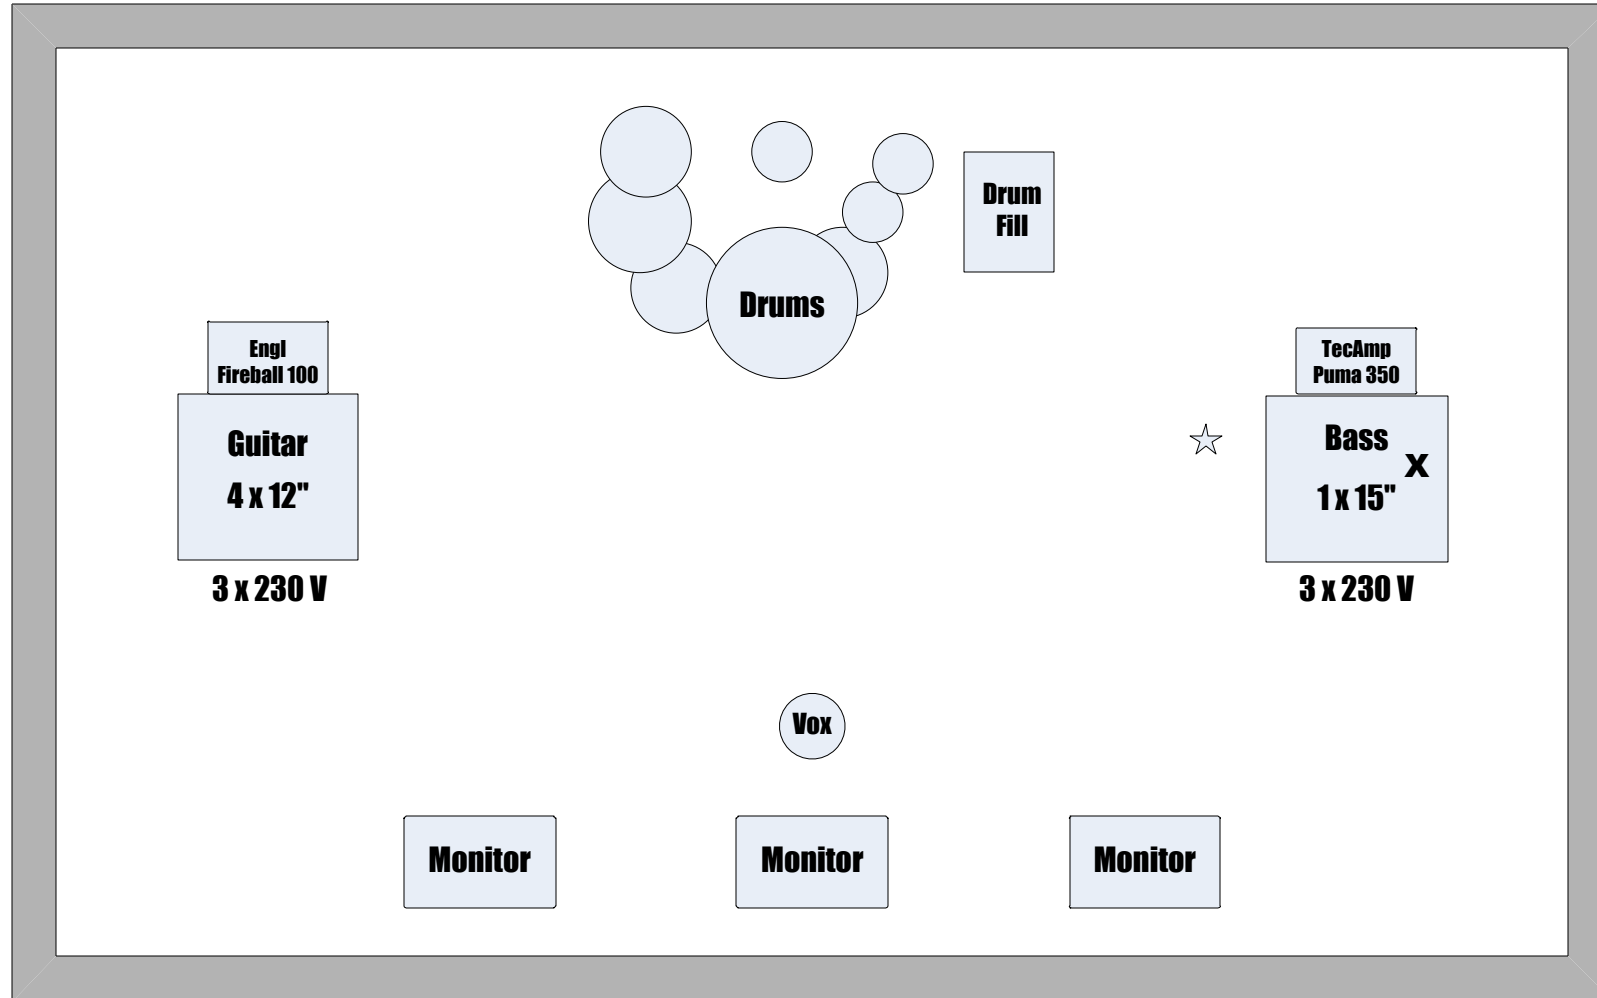 Drum
Fill
Drums
Engl
Fireball 100
Guitar
4 x 12"
3 x 230 V
TecAmp
Puma 350
Bass
X
1 x 15"
3 x 230 V
Vox
Monitor
Monitor
Monitor